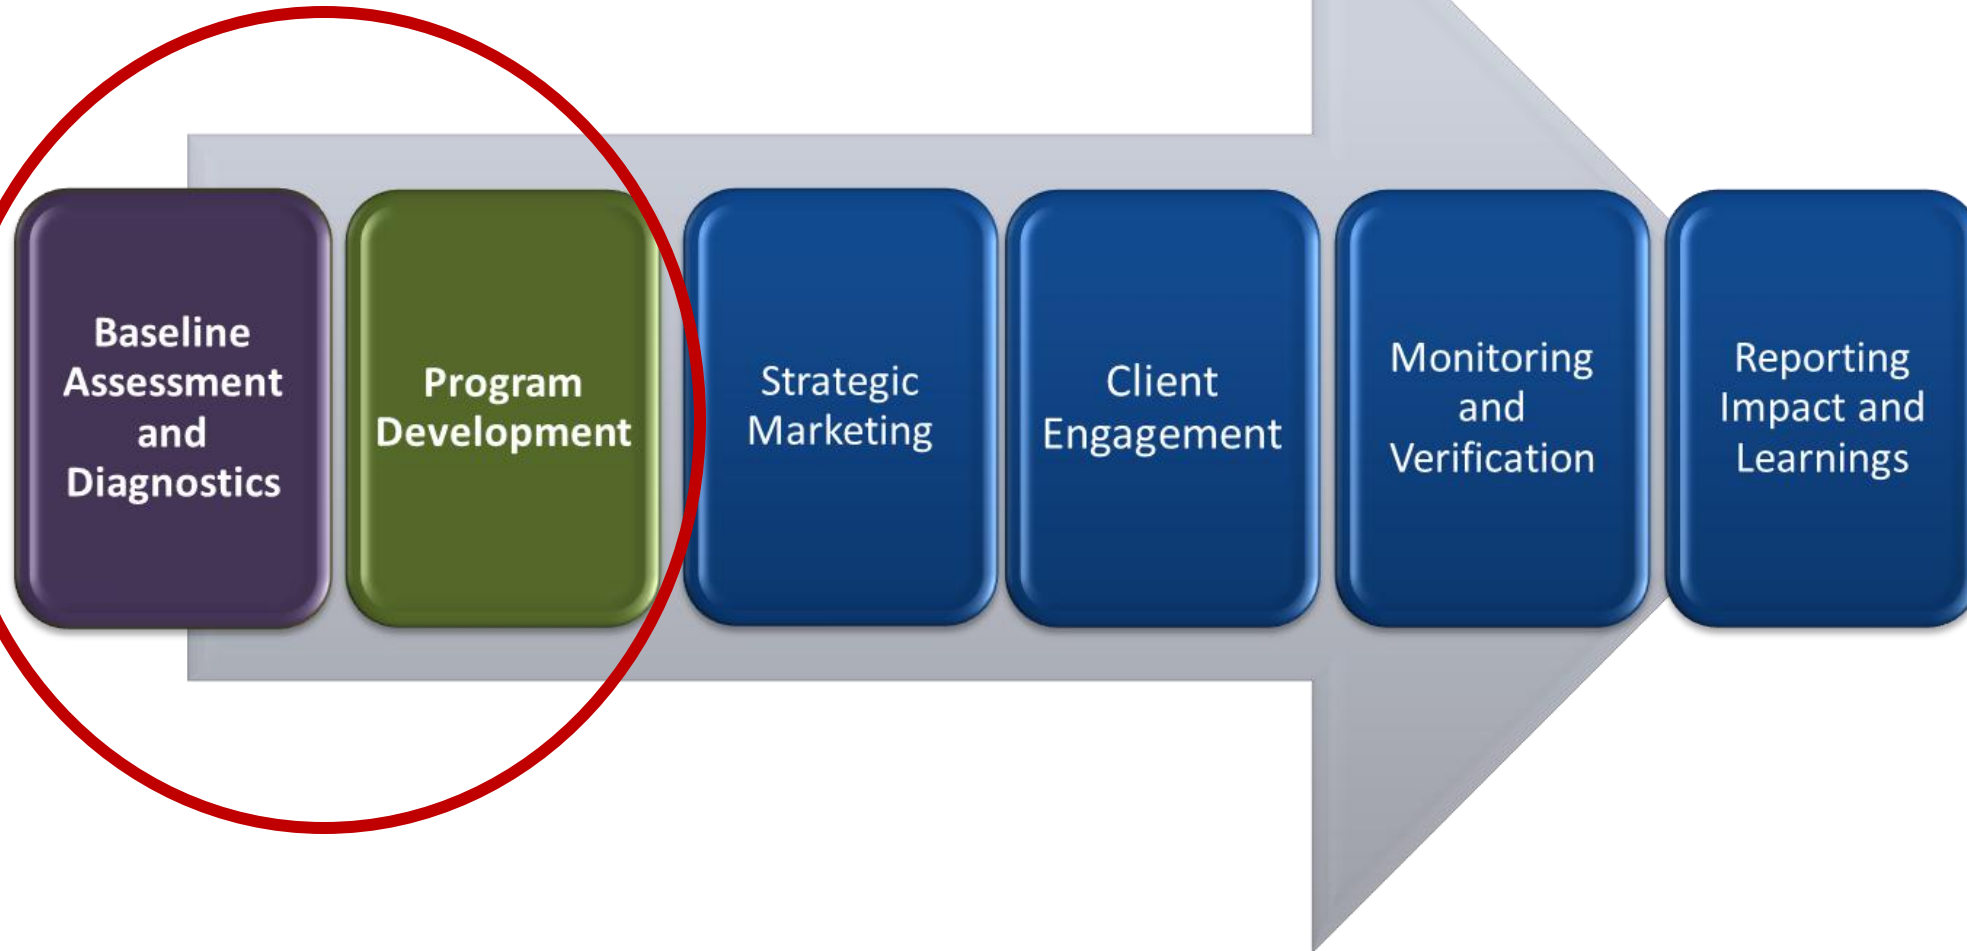 Baseline
Assessment
and
Diagnostics
Program
Development
Strategic
Marketing
Client
Engagement
Monitoring
and
Verification
Reporting
Impact and
Learnings